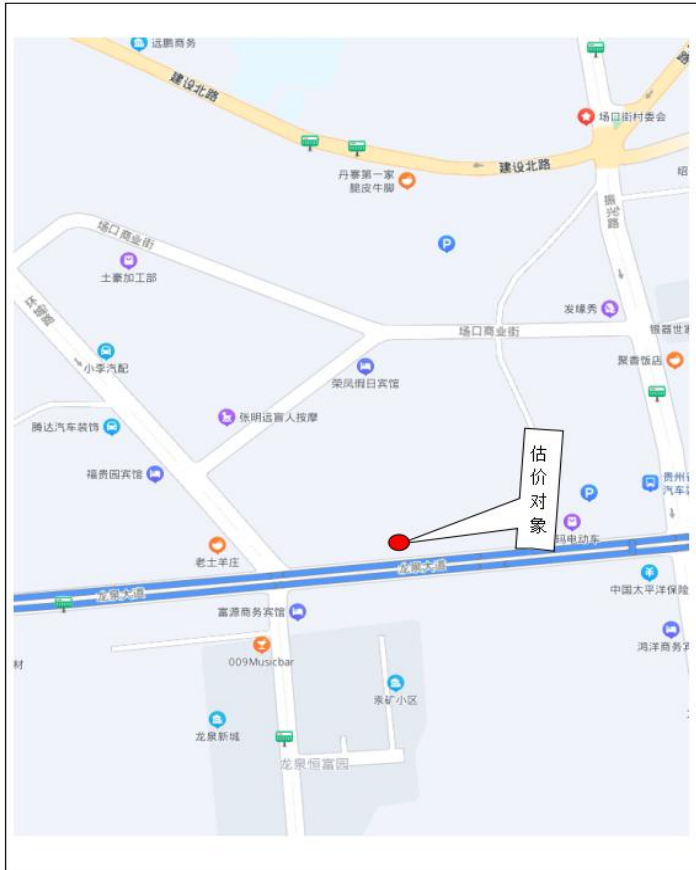 远鹏商务
建设北路
场口街村委会
建设北路
丹寨第一家
脆皮牛脚
P
振兴路
场口商业街
土豪加工部
发缘秀
场口商业街
银器世家
聚香饭店
小李汽配
荣凤假日宾馆
张明远盲人按摩
腾达汽车装饰
估价对象
福贵园宾馆
贵州省
P
玛电动车
老土羊庄
龙泉大道
龙泉大道
富源商务宾馆
中国太平洋保险
009Musicbar
鸿洋商务宾
材
汞矿小区
龙泉新城
龙泉恒富园